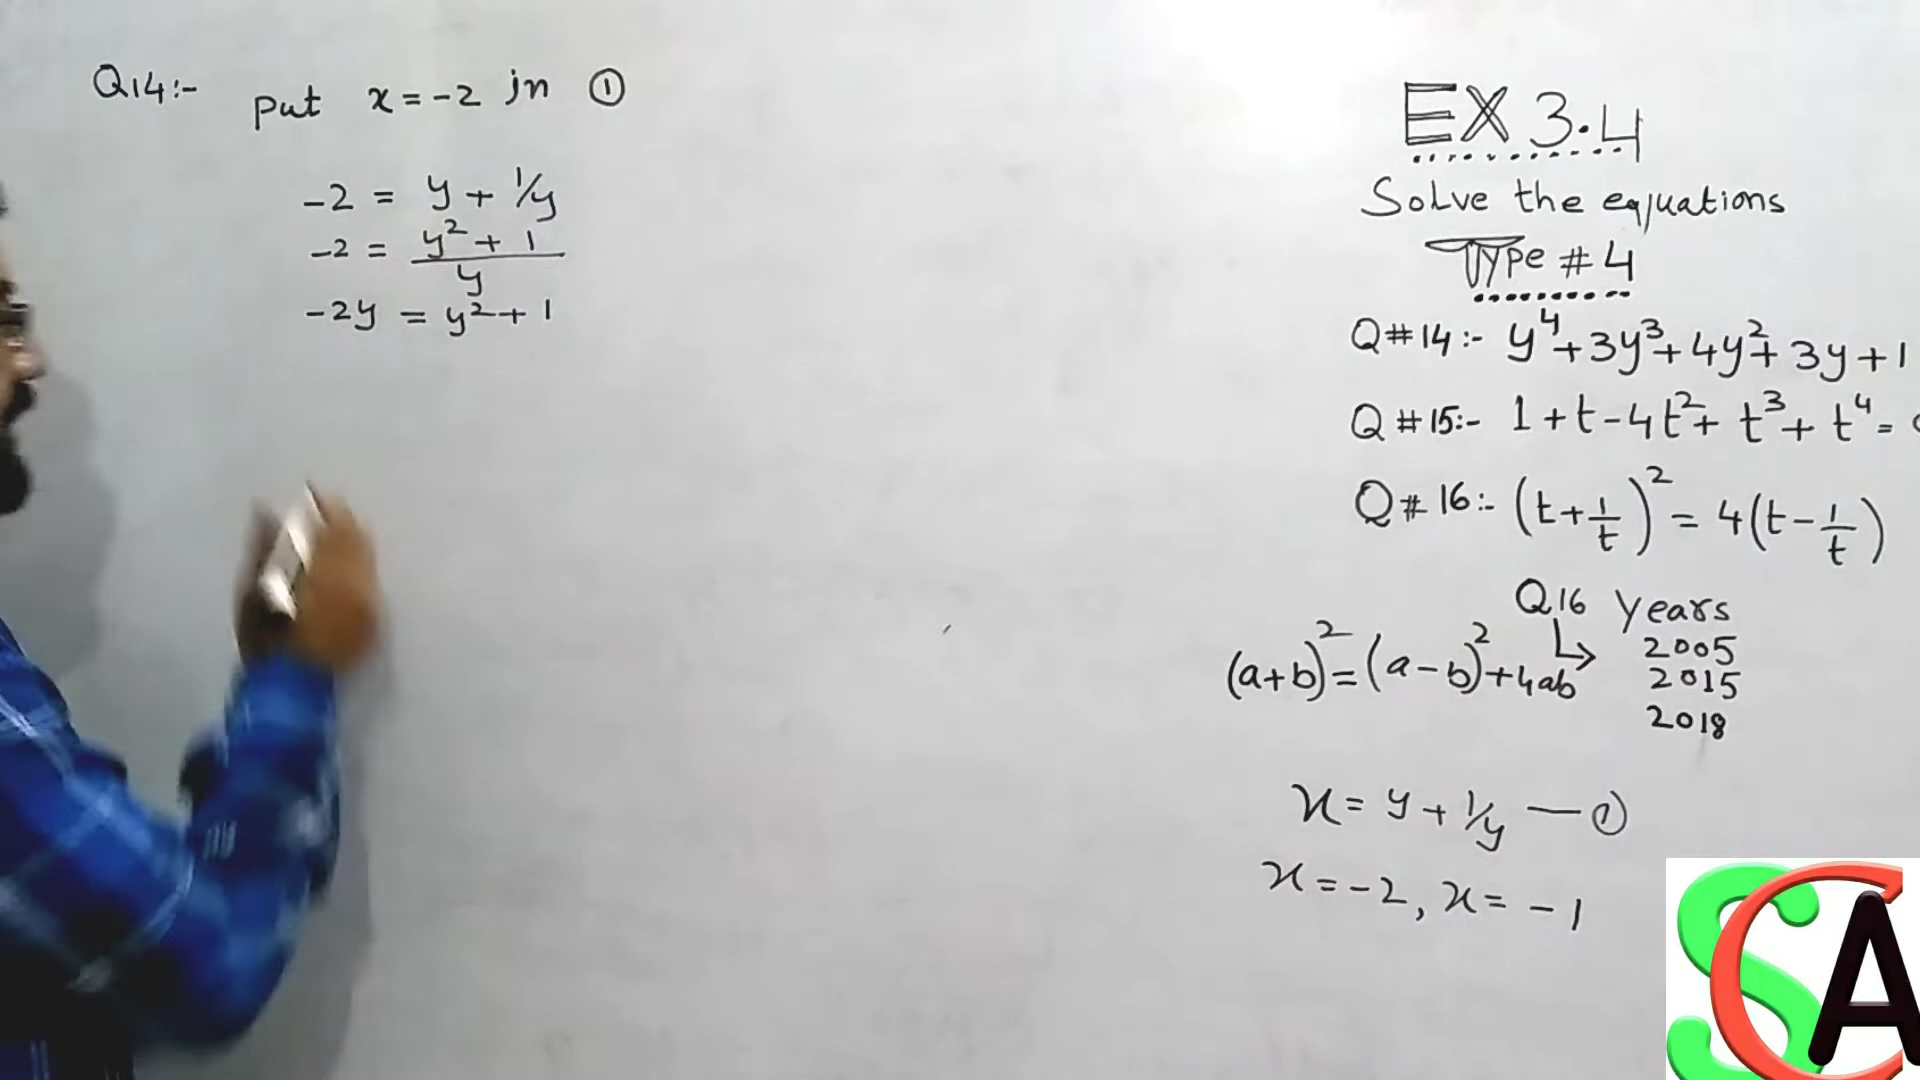 Q14:- put x = -2 in ①
-2 = y + 1/y
-2 = y² + 1 / y
-2y = y² + 1
EX 3.4
Solve the equations
Type # 4
Q # 14 :- y⁴ + 3y³ + 4y² + 3y + 1
Q # 15:- 1 + t - 4t² + t³ + t⁴ =
Q # 16:- (t + 1/t)² = 4(t - 1/t)
Q16 Years
2005
2015
2018
(a+b)² = (a-b)² + 4ab
x = y + 1/y — ①
x = -2, x = -1
SCA